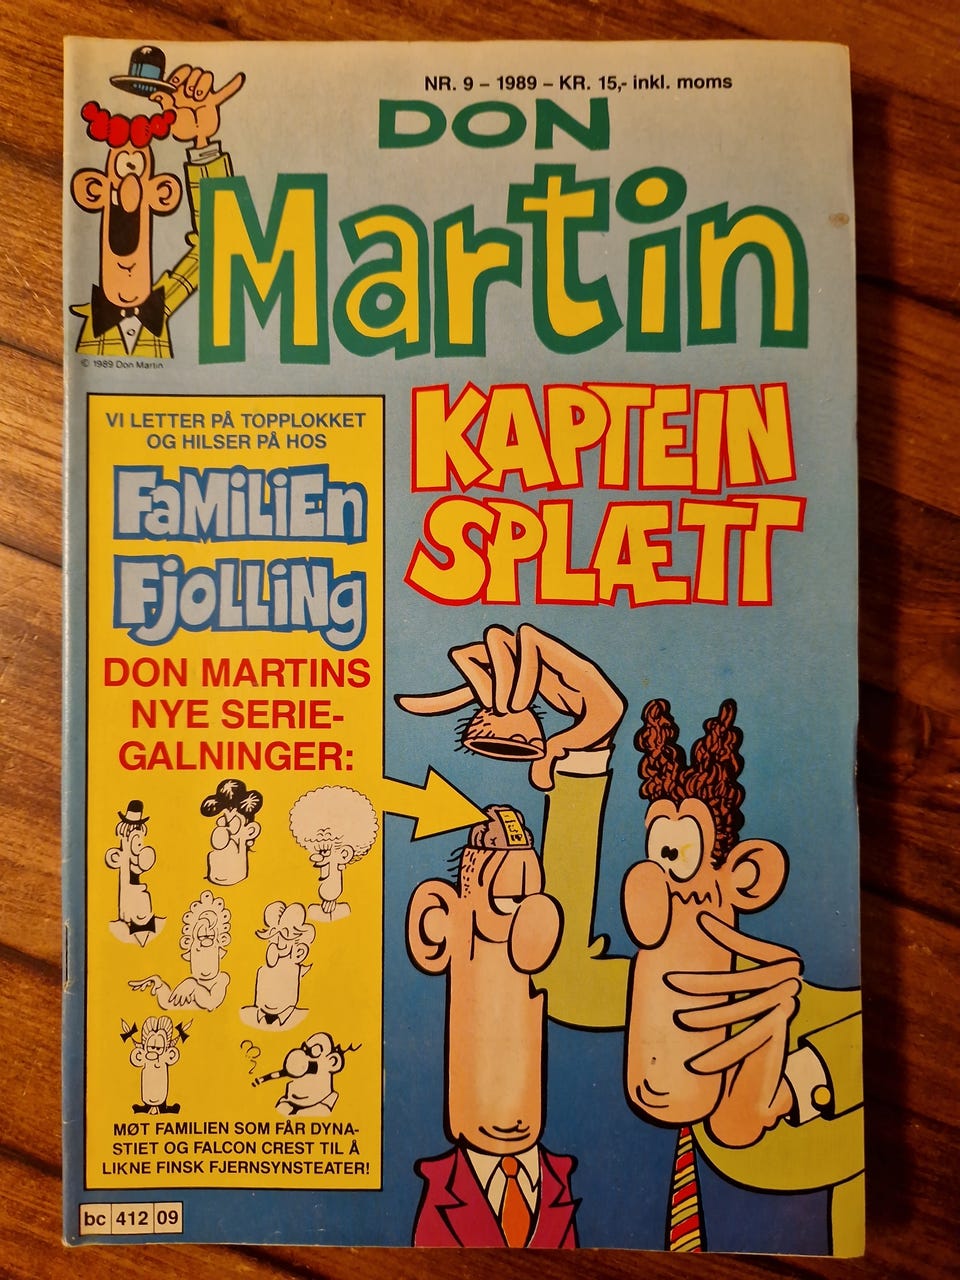 NR. 9 – 1989 – KR. 15,- inkl. moms
DON
Martin
© 1989 Don Martin
KAPTEIN
SPLÆTT
VI LETTER PÅ TOPPLOKKET
OG HILSER PÅ HOS
FaMiLiEn
FJOLLiNg
DON MARTINS
NYE SERIE-
GALNINGER:
MØT FAMILIEN SOM FÅR DYNA-
STIET OG FALCON CREST TIL Å
LIKNE FINSK FJERNSYNSTEATER!
bc 412 09